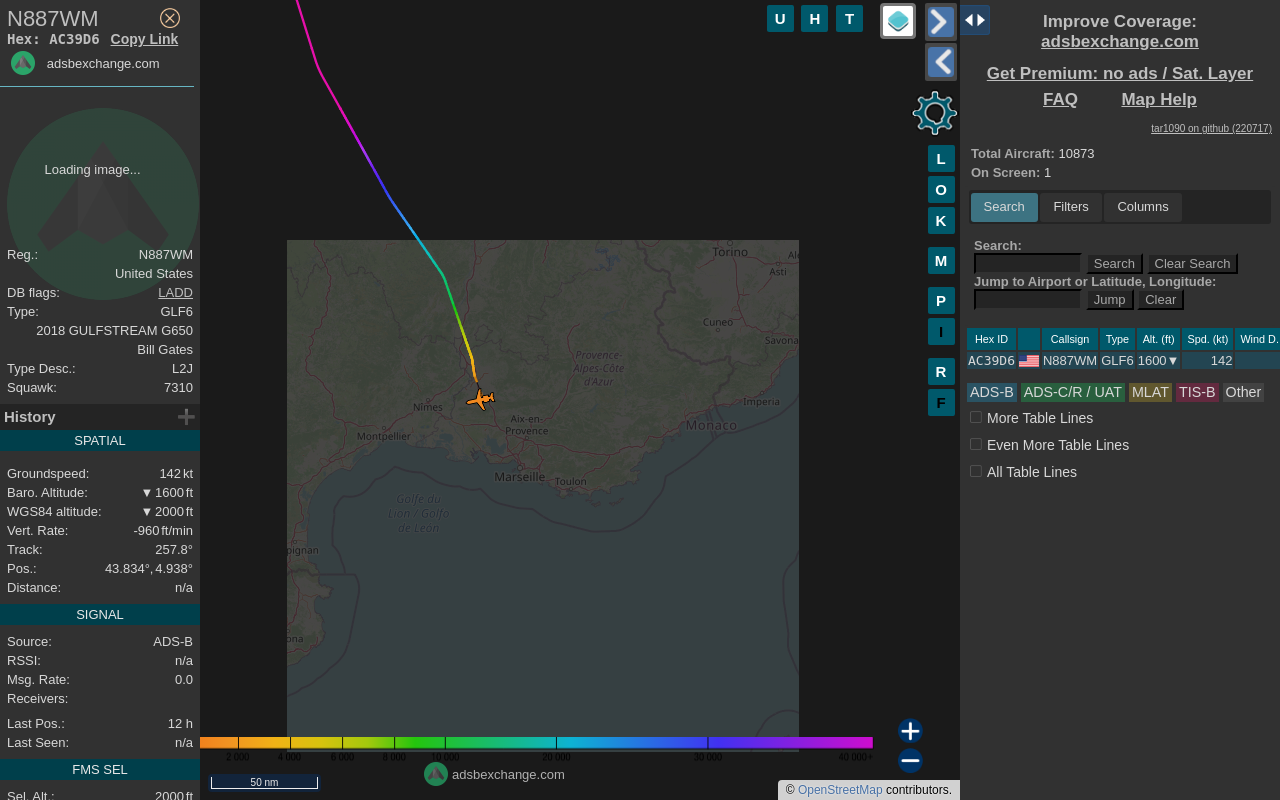 N887WM
Hex: AC39D6 Copy Link
adsbexchange.com
Loading image...
Reg.: N887WM
United States
DB flags: LADD
Type: GLF6
2018 GULFSTREAM G650
Bill Gates
Type Desc.: L2J
Squawk: 7310
History
SPATIAL
Groundspeed: 142 kt
Baro. Altitude: ▼ 1600 ft
WGS84 altitude: ▼ 2000 ft
Vert. Rate: -960 ft/min
Track: 257.8°
Pos.: 43.834°, 4.938°
Distance: n/a
SIGNAL
Source: ADS-B
RSSI: n/a
Msg. Rate: 0.0
Receivers:
Last Pos.: 12 h
Last Seen: n/a
FMS SEL
Sel. Alt.: 2000 ft
U H T
L
O
K
M
P
I
R
F
Torino
Asti
Cuneo
Savona
Provence-
Alpes-Côte
d'Azur
Imperia
Nîmes
Aix-en-
Provence
Monaco
Montpellier
Marseille
Toulon
Golfe du
Lion / Golfo
de León
pignan
ona
2 000 4 000 6 000 8 000 10 000 20 000 30 000 40 000+
50 nm
adsbexchange.com
© OpenStreetMap contributors.
Improve Coverage:
adsbexchange.com
Get Premium: no ads / Sat. Layer
FAQ Map Help
tar1090 on github (220717)
Total Aircraft: 10873
On Screen: 1
Search Filters Columns
Search:
Search Clear Search
Jump to Airport or Latitude, Longitude:
Jump Clear
Hex ID Callsign Type Alt. (ft) Spd. (kt) Wind D.
AC39D6 N887WM GLF6 1600▼ 142
ADS-B ADS-C/R / UAT MLAT TIS-B Other
More Table Lines
Even More Table Lines
All Table Lines